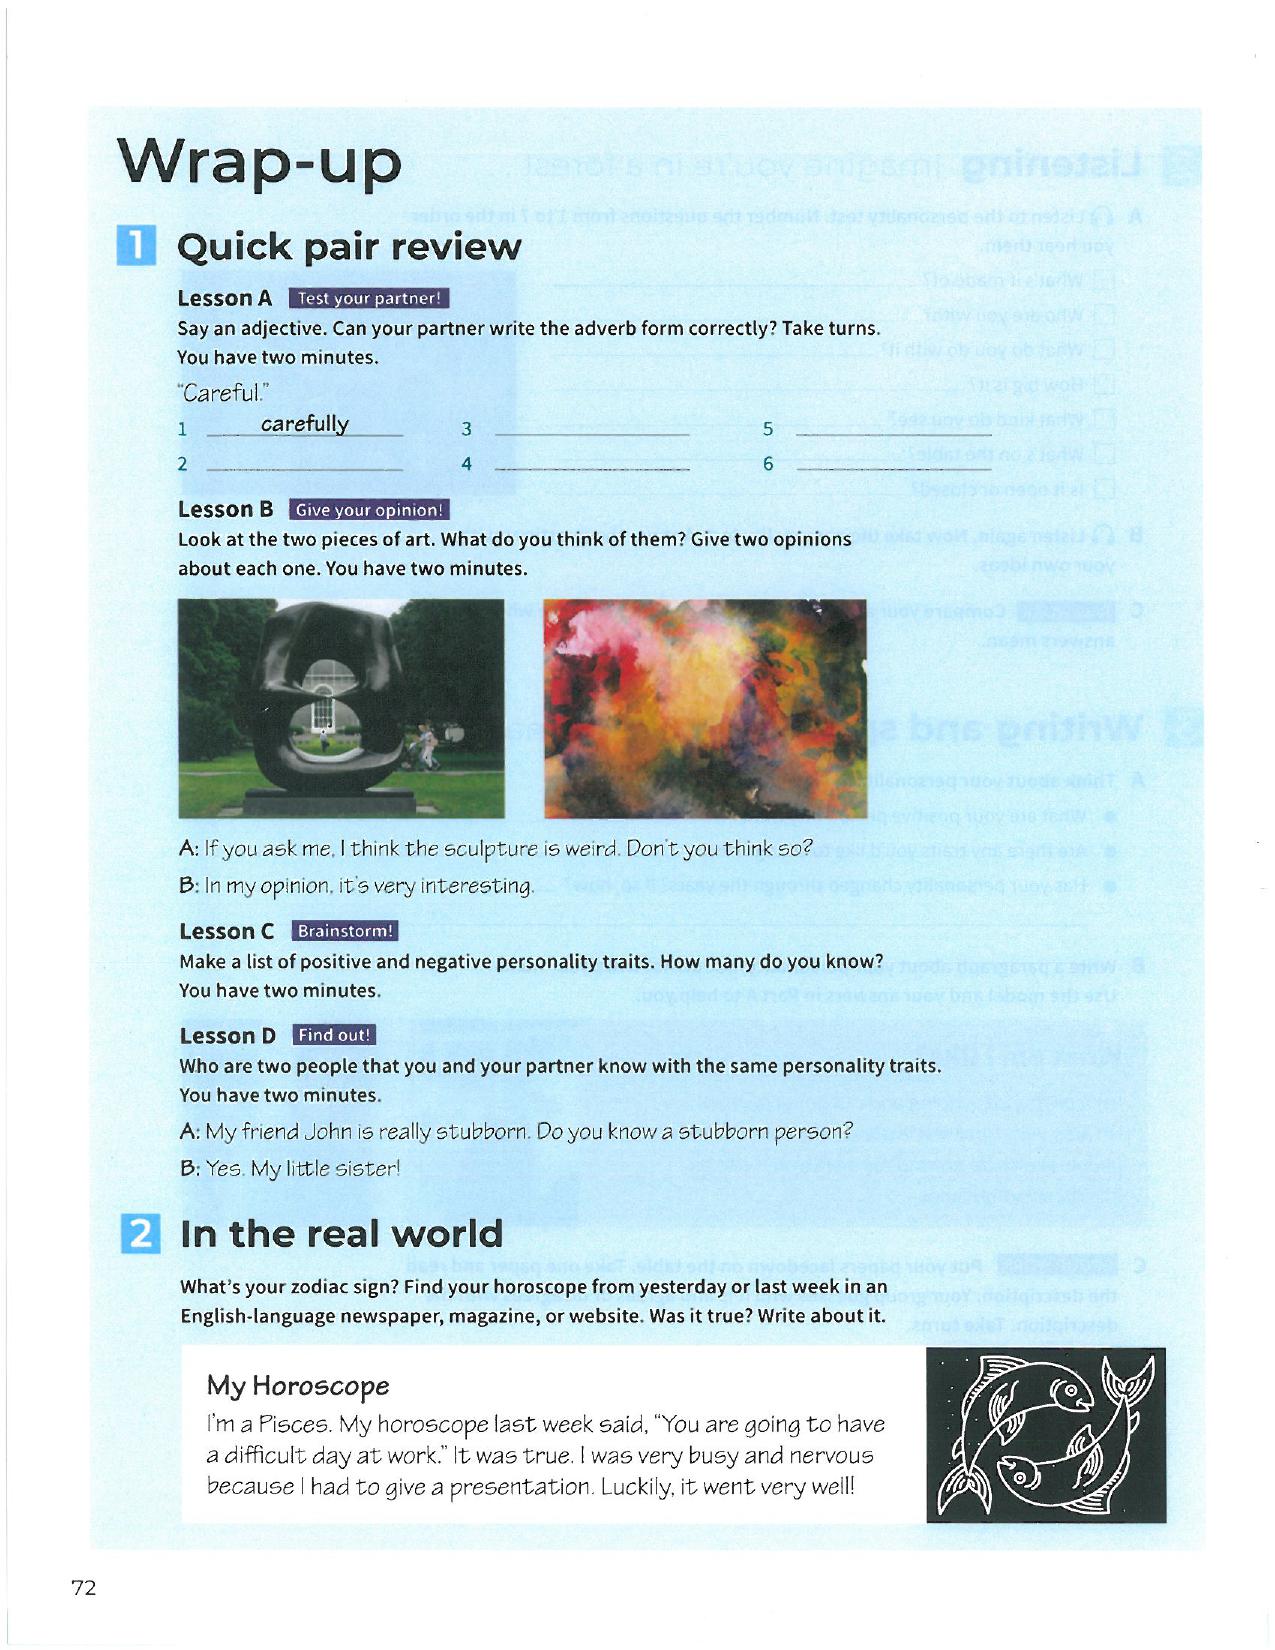 Wrap-up
1 Quick pair review
Lesson A Test your partner!
Say an adjective. Can your partner write the adverb form correctly? Take turns.
You have two minutes.
"Careful."
1 carefully 3 5
2 4 6
Lesson B Give your opinion!
Look at the two pieces of art. What do you think of them? Give two opinions
about each one. You have two minutes.
A: If you ask me, I think the sculpture is weird. Don't you think so?
B: In my opinion, it's very interesting.
Lesson C Brainstorm!
Make a list of positive and negative personality traits. How many do you know?
You have two minutes.
Lesson D Find out!
Who are two people that you and your partner know with the same personality traits.
You have two minutes.
A: My friend John is really stubborn. Do you know a stubborn person?
B: Yes. My little sister!
2 In the real world
What's your zodiac sign? Find your horoscope from yesterday or last week in an
English-language newspaper, magazine, or website. Was it true? Write about it.
My Horoscope
I'm a Pisces. My horoscope last week said, "You are going to have
a difficult day at work." It was true. I was very busy and nervous
because I had to give a presentation. Luckily, it went very well!
72